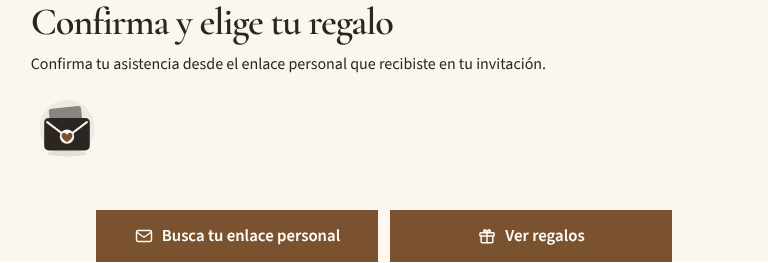 Confirma y elige tu regalo
Confirma tu asistencia desde el enlace personal que recibiste en tu invitación.
Busca tu enlace personal
Ver regalos